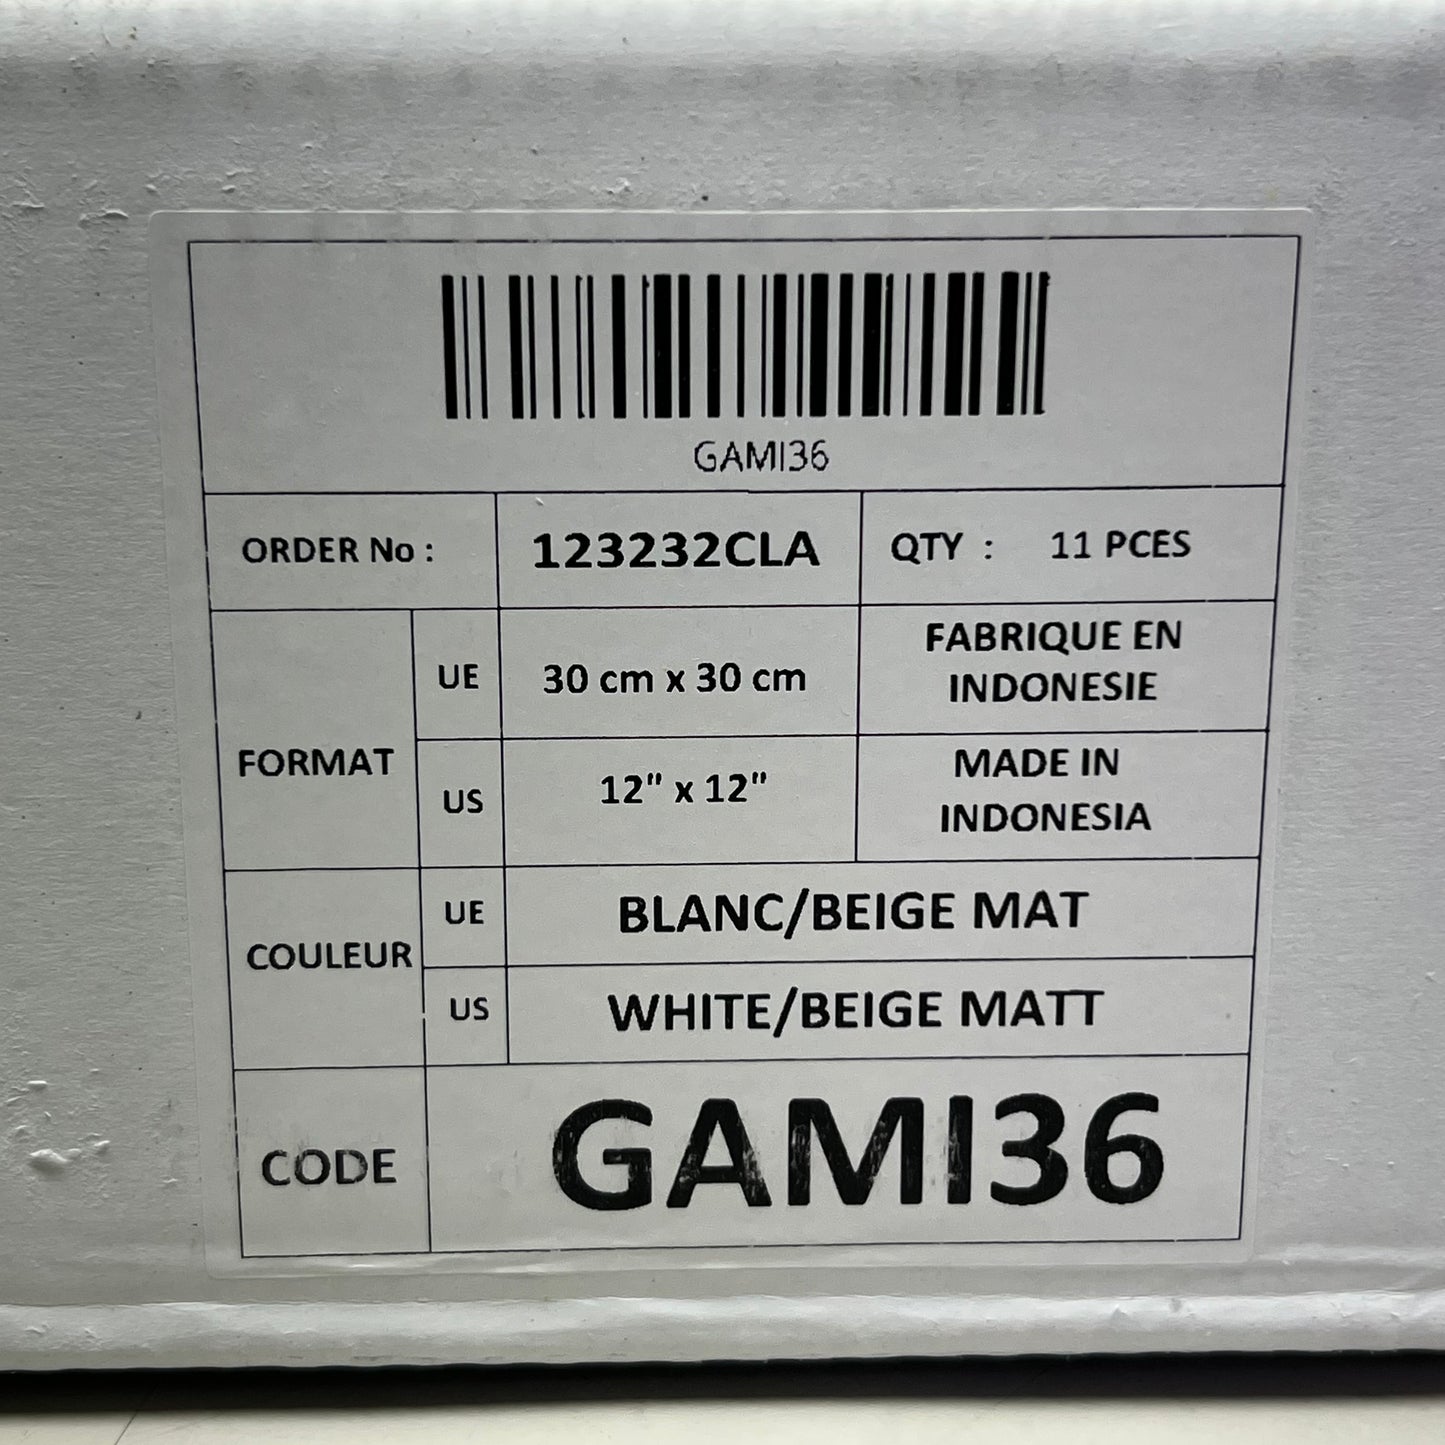 GAMI36
ORDER No : 123232CLA QTY : 11 PCES
FORMAT
UE 30 cm x 30 cm
FABRIQUE EN
INDONESIE
US 12" x 12"
MADE IN
INDONESIA
COULEUR
UE BLANC/BEIGE MAT
US WHITE/BEIGE MATT
CODE GAMI36